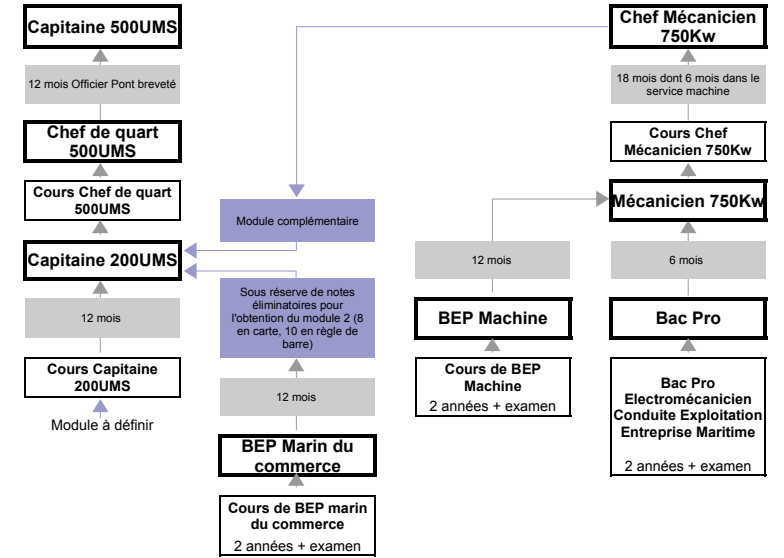 Capitaine 500UMS
12 mois Officier Pont breveté
Chef de quart
500UMS
Cours Chef de quart
500UMS
Capitaine 200UMS
12 mois
Cours Capitaine
200UMS
Module à définir
Module complémentaire
Sous réserve de notes
éliminatoires pour
l'obtention du module 2 (8
en carte, 10 en règle de
barre)
12 mois
BEP Marin du
commerce
Cours de BEP marin
du commerce
2 années + examen
12 mois
BEP Machine
Cours de BEP
Machine
2 années + examen
Chef Mécanicien
750Kw
18 mois dont 6 mois dans le
service machine
Cours Chef
Mécanicien 750Kw
Mécanicien 750Kw
6 mois
Bac Pro
Bac Pro
Electromécanicien
Conduite Exploitation
Entreprise Maritime
2 années + examen